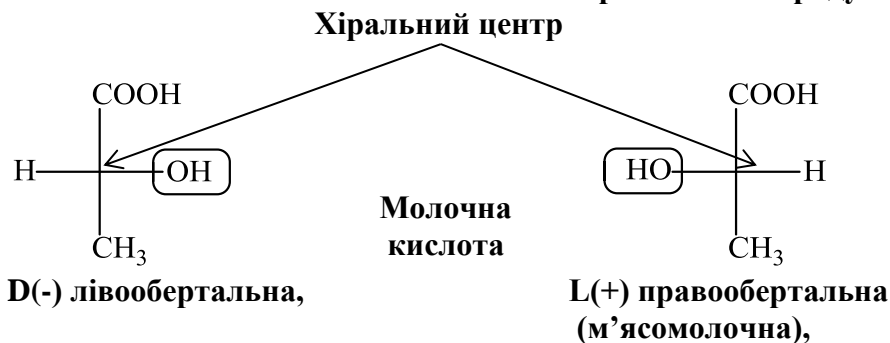 Хіральний центр
COOH COOH
H OH HO H
Молочна
кислота
CH3 CH3
D(-) лівообертальна, L(+) правообертальна
(м’ясомолочна),